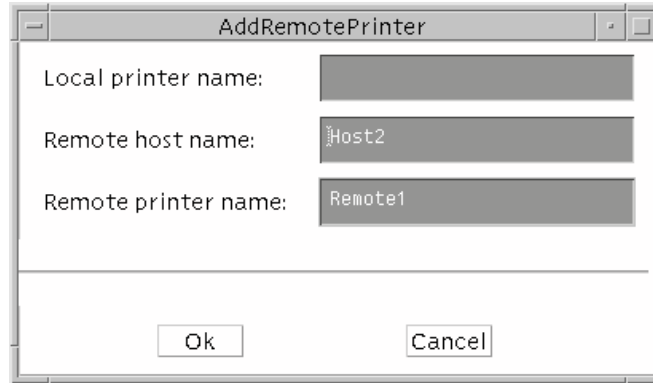 AddRemotePrinter
Local printer name:
Remote host name: Host2
Remote printer name: Remote1
Ok Cancel